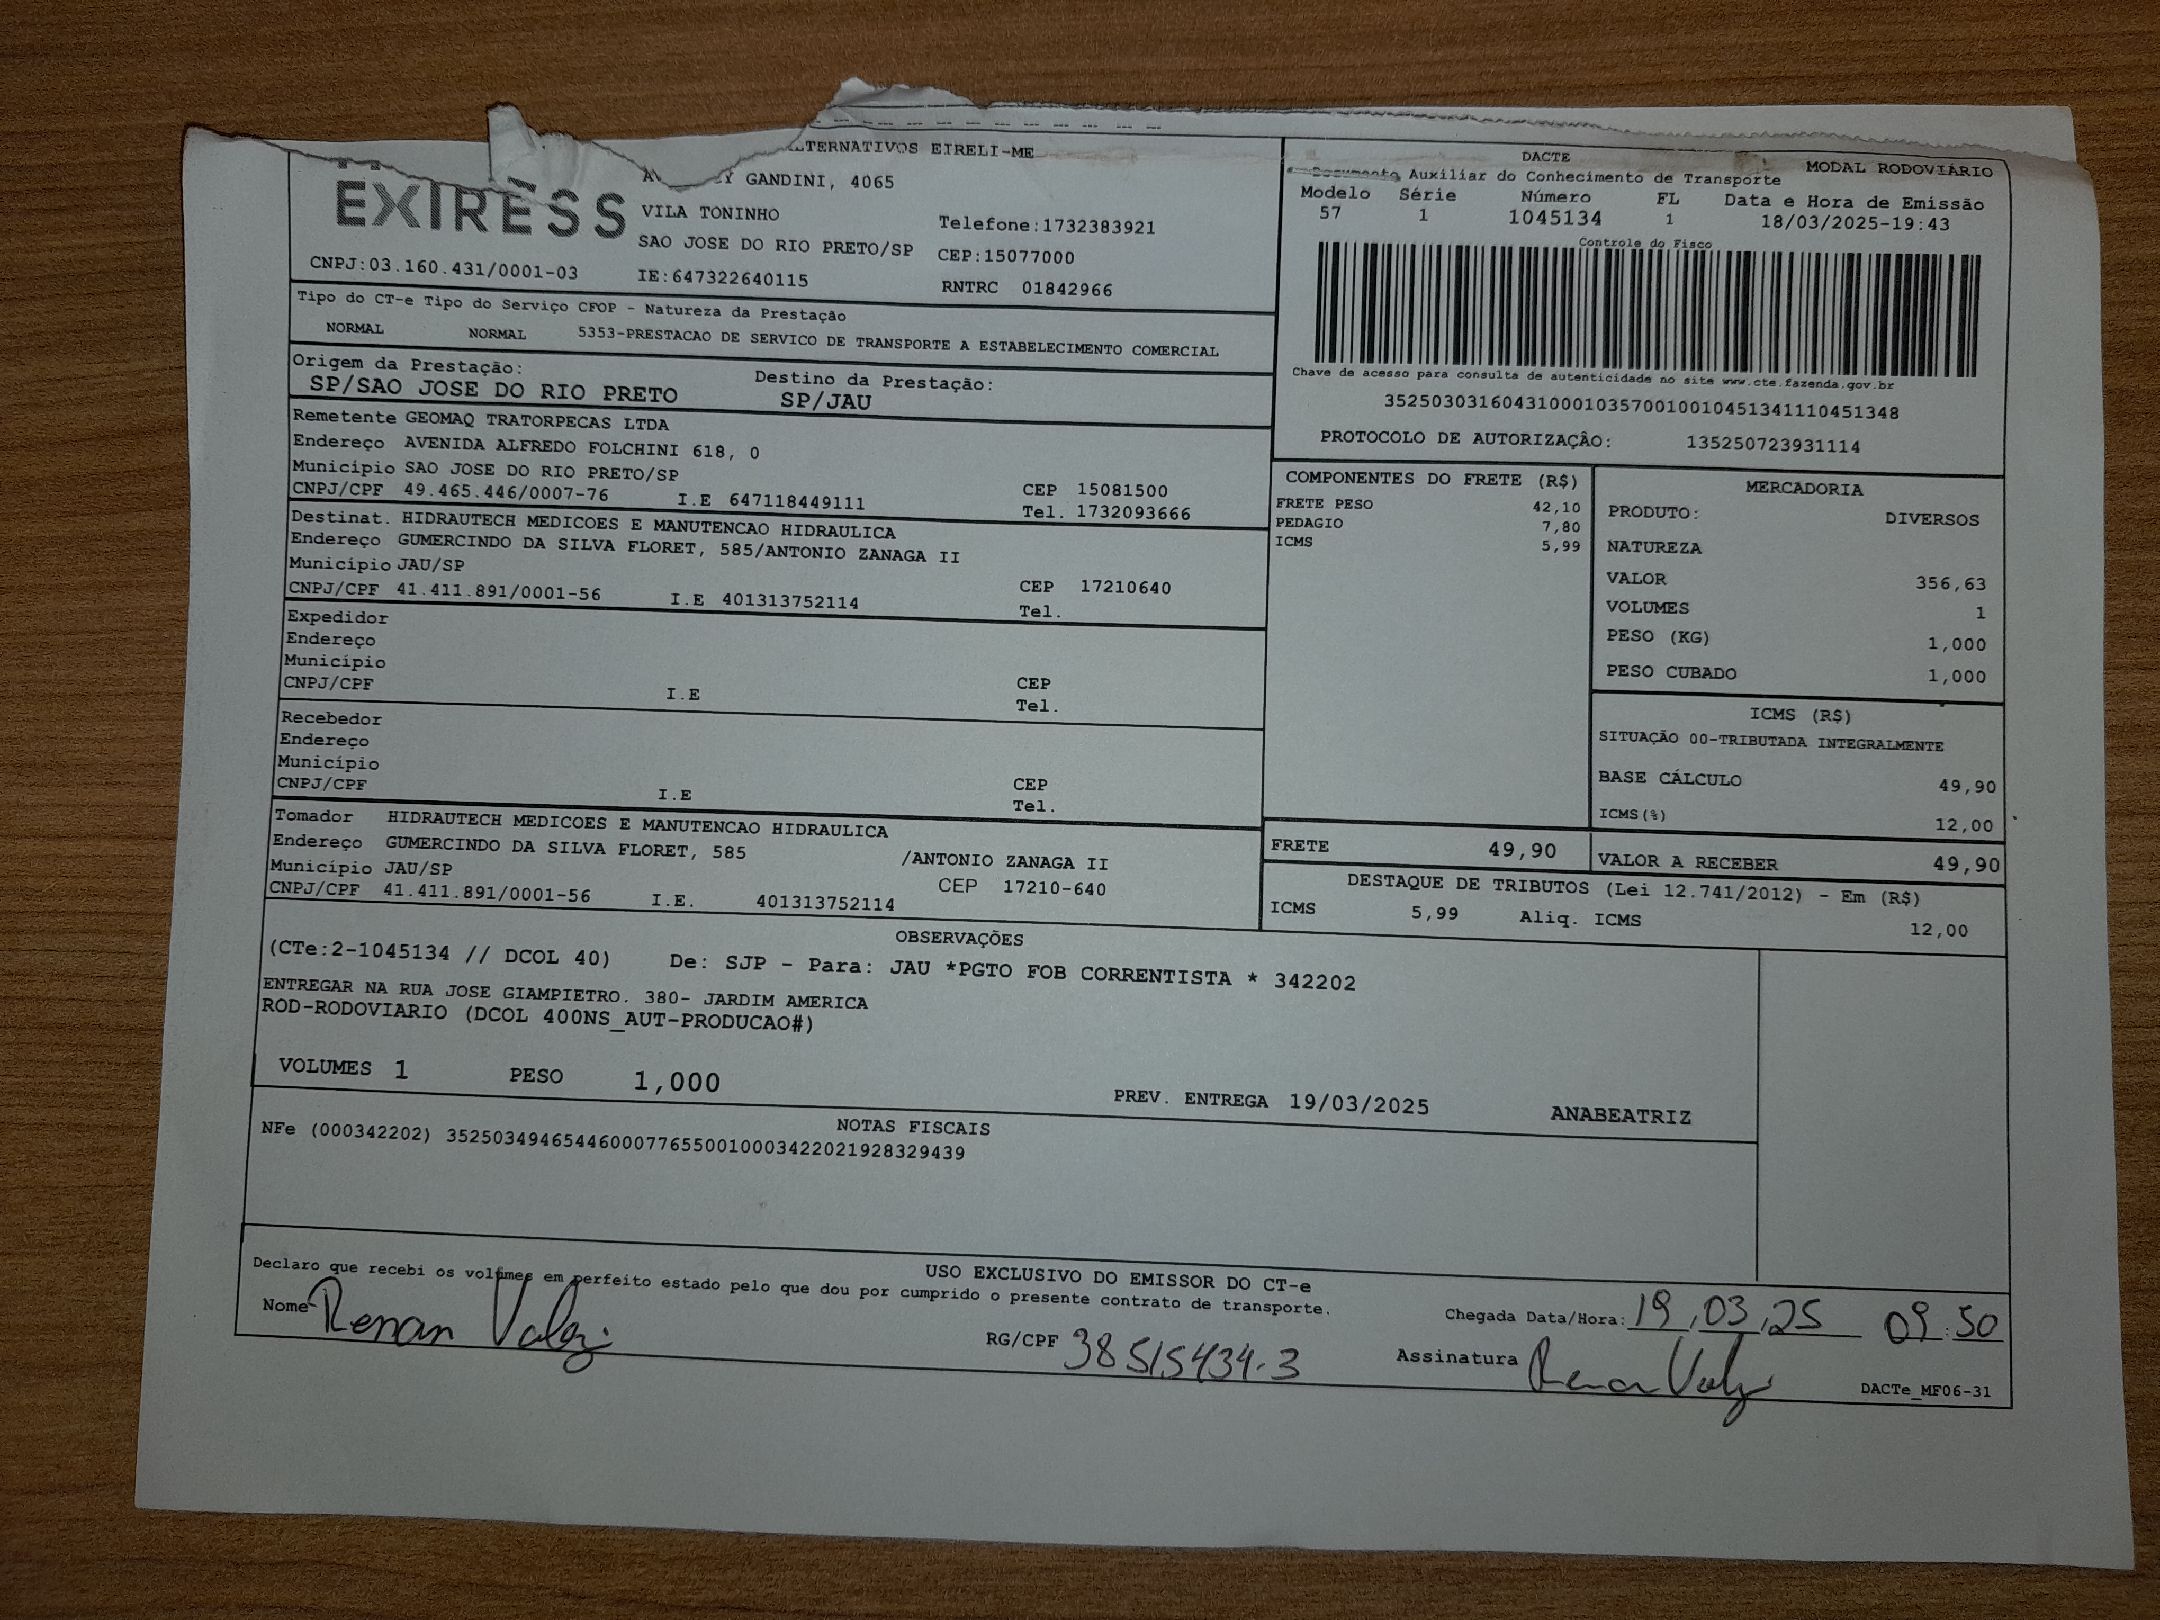 ALTERNATIVOS EIRELI-ME
GANDINI, 4065
VILA TONINHO
Telefone:1732383921
SAO JOSE DO RIO PRETO/SP CEP:15077000
CNPJ:03.160.431/0001-03 IE:647322640115 RNTRC 01842966
DACTE MODAL RODOVIÁRIO
Documento Auxiliar do Conhecimento de Transporte
Modelo Série Número FL Data e Hora de Emissão
57 1 1045134 1 18/03/2025-19:43
Controle do Fisco
Chave de acesso para consulta de autenticidade no site www.cte.fazenda.gov.br
35250303160431000103570010010451341110451348
PROTOCOLO DE AUTORIZAÇÃO: 135250723931114
Tipo do CT-e Tipo do Serviço CFOP - Natureza da Prestação
NORMAL NORMAL 5353-PRESTACAO DE SERVICO DE TRANSPORTE A ESTABELECIMENTO COMERCIAL
Origem da Prestação: Destino da Prestação:
SP/SAO JOSE DO RIO PRETO SP/JAU
Remetente GEOMAQ TRATORPECAS LTDA
Endereço AVENIDA ALFREDO FOLCHINI 618, 0
Município SAO JOSE DO RIO PRETO/SP CEP 15081500
CNPJ/CPF 49.465.446/0007-76 I.E 647118449111 Tel. 1732093666
Destinat. HIDRAUTECH MEDICOES E MANUTENCAO HIDRAULICA
Endereço GUMERCINDO DA SILVA FLORET, 585/ANTONIO ZANAGA II
Município JAU/SP CEP 17210640
CNPJ/CPF 41.411.891/0001-56 I.E 401313752114 Tel.
Expedidor
Endereço
Município CEP
CNPJ/CPF I.E Tel.
Recebedor
Endereço
Município CEP
CNPJ/CPF I.E Tel.
Tomador HIDRAUTECH MEDICOES E MANUTENCAO HIDRAULICA
Endereço GUMERCINDO DA SILVA FLORET, 585 /ANTONIO ZANAGA II
Município JAU/SP CEP 17210-640
CNPJ/CPF 41.411.891/0001-56 I.E. 401313752114
COMPONENTES DO FRETE (R$)
FRETE PESO 42,10
PEDAGIO 7,80
ICMS 5,99
MERCADORIA
PRODUTO: DIVERSOS
NATUREZA
VALOR 356,63
VOLUMES 1
PESO (KG) 1,000
PESO CUBADO 1,000
ICMS (R$)
SITUAÇÃO 00-TRIBUTADA INTEGRALMENTE
BASE CÁLCULO 49,90
ICMS(%) 12,00
FRETE 49,90 VALOR A RECEBER 49,90
DESTAQUE DE TRIBUTOS (Lei 12.741/2012) - Em (R$)
ICMS 5,99 Aliq. ICMS 12,00
OBSERVAÇÕES
(CTe:2-1045134 // DCOL 40) De: SJP - Para: JAU *PGTO FOB CORRENTISTA * 342202
ENTREGAR NA RUA JOSE GIAMPIETRO. 380- JARDIM AMERICA
ROD-RODOVIARIO (DCOL 400NS_AUT-PRODUCAO#)
VOLUMES 1 PESO 1,000 PREV. ENTREGA 19/03/2025 ANABEATRIZ
NOTAS FISCAIS
NFe (000342202) 35250349465446000776550010003422021928329439
USO EXCLUSIVO DO EMISSOR DO CT-e
Declaro que recebi os volumes em perfeito estado pelo que dou por cumprido o presente contrato de transporte.
Nome Renan RG/CPF 38515434-3 Chegada Data/Hora: 19,03,25 09:50
Assinatura
DACTe_MF06-31